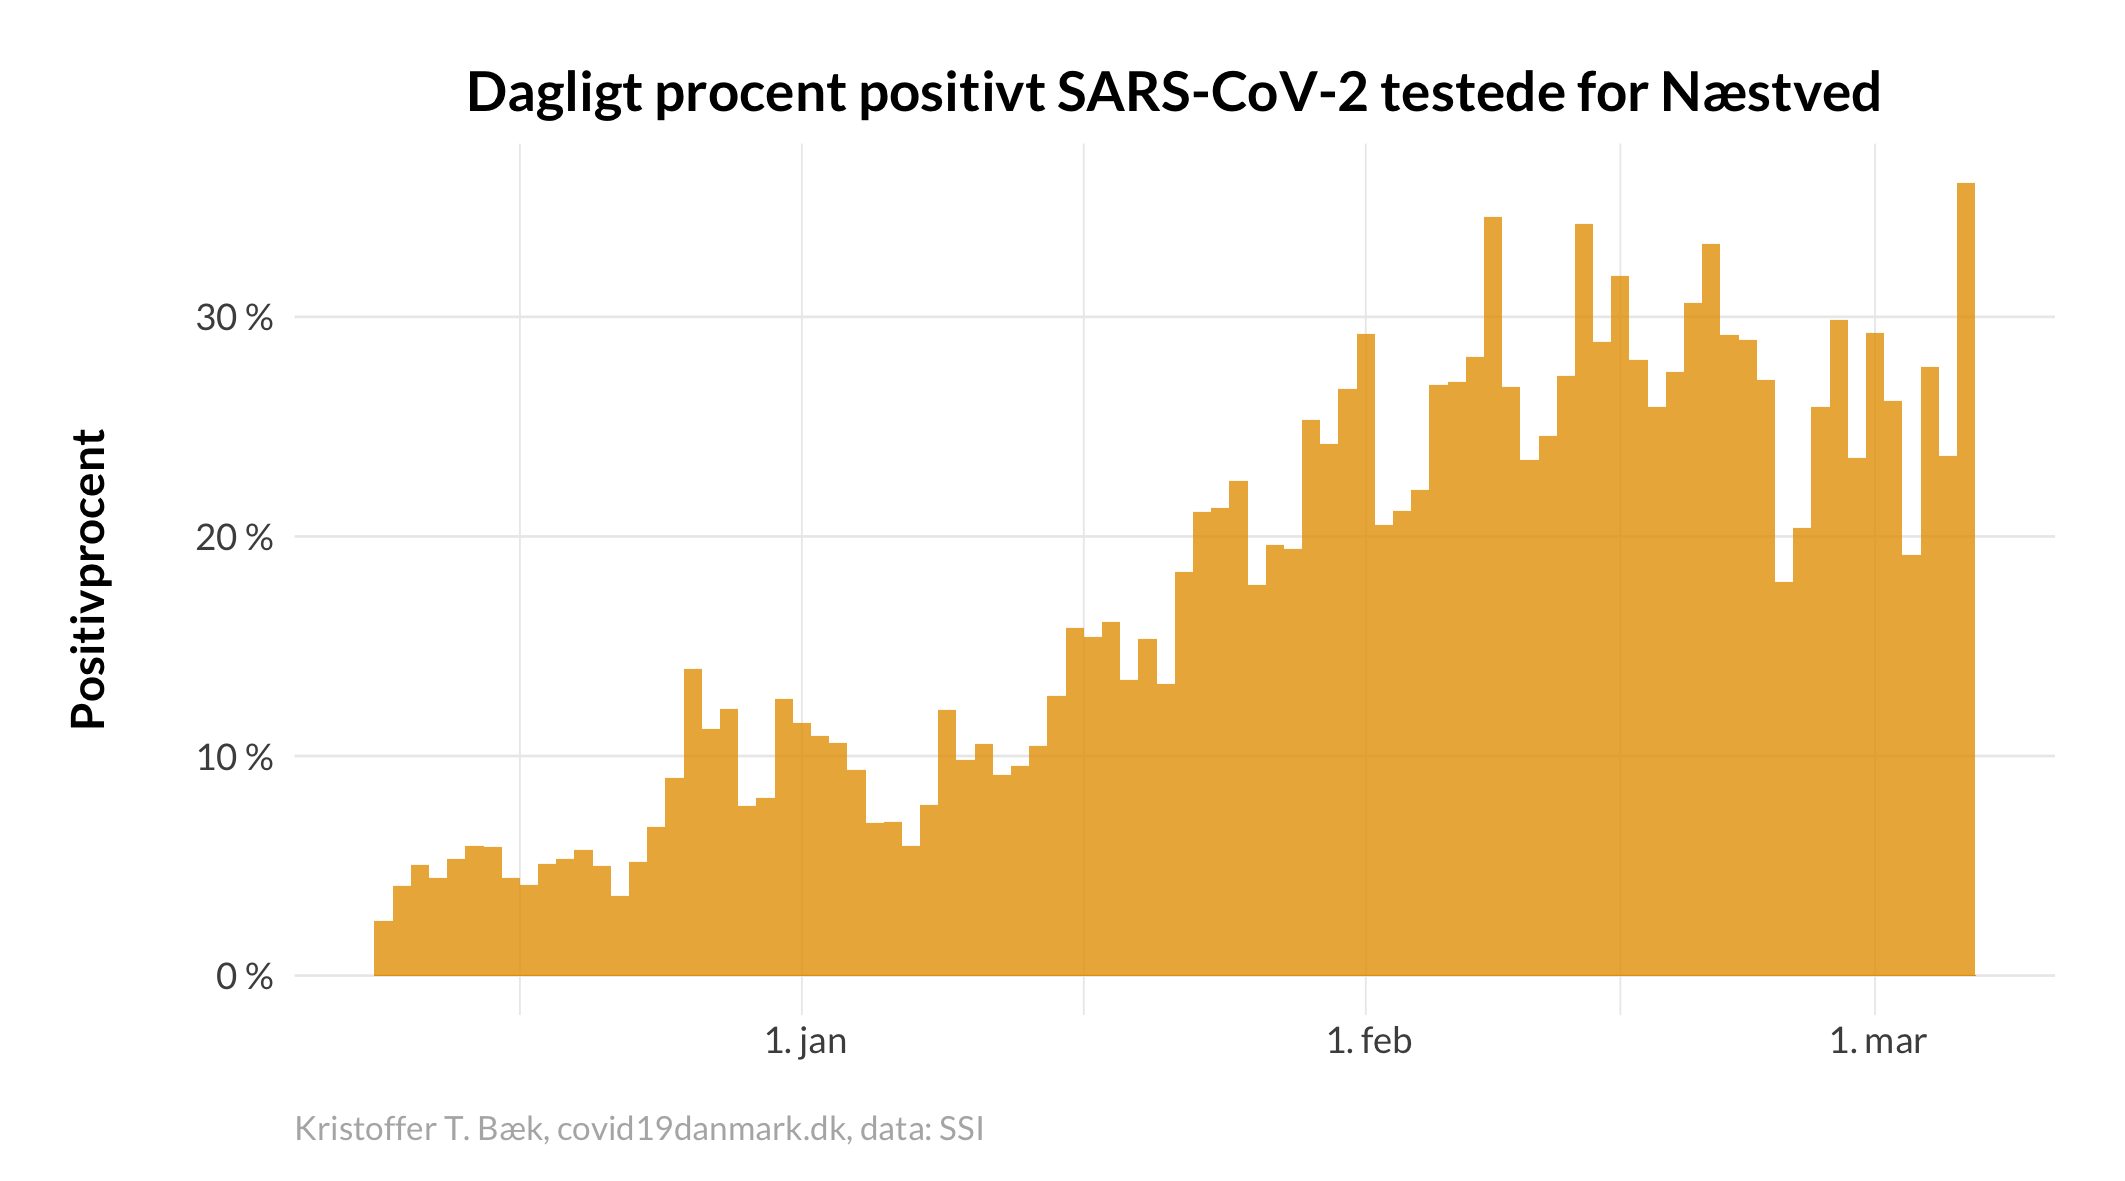 Dagligt procent positivt SARS-CoV-2 testede for Næstved
Positivprocent
30 %
20 %
10 %
0 %
1. jan
1. feb
1. mar
Kristoffer T. Bæk, covid19danmark.dk, data: SSI